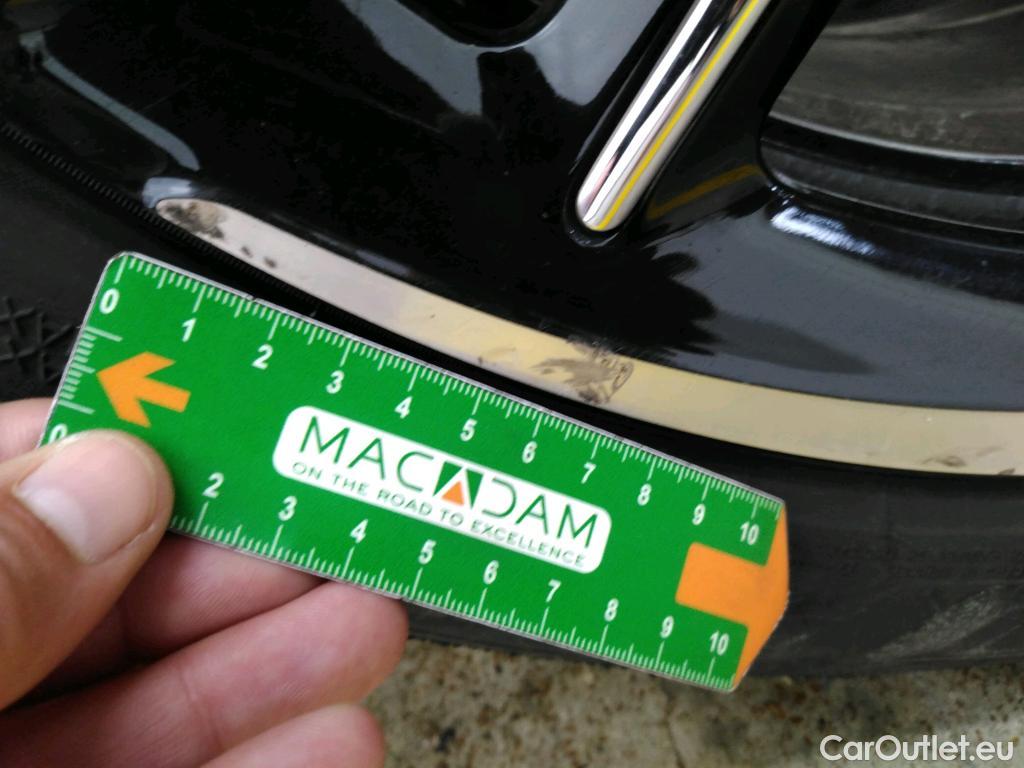 0 1 2 3 4 5 6 7 8 9 10
MACADAM
ON THE ROAD TO EXCELLENCE
0 2 3 4 5 6 7 8 9 10
CarOutlet.eu